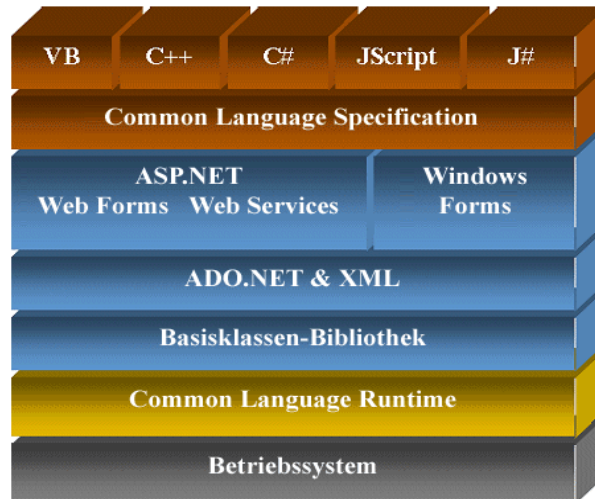 VB C++ C# JScript J#
Common Language Specification
ASP.NET Windows
Web Forms Web Services Forms
ADO.NET & XML
Basisklassen-Bibliothek
Common Language Runtime
Betriebssystem